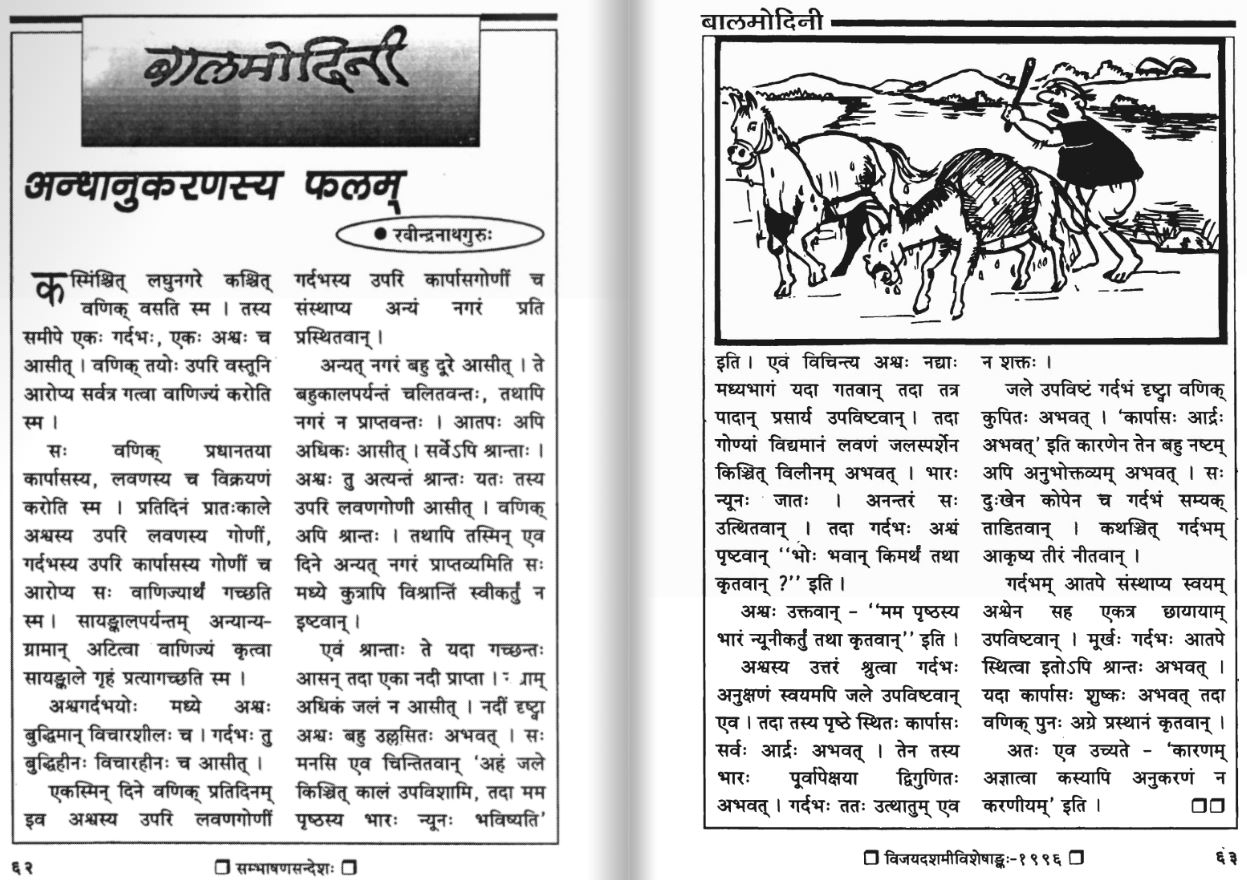 बालमोदिनी
अन्धानुकरणस्य फलम्
● रवीन्द्रनाथगुरुः
कस्मिंश्चित् लघुनगरे कश्चित्
वणिक् वसति स्म । तस्य
समीपे एकः गर्दभः, एकः अश्वः च
आसीत् । वणिक् तयोः उपरि वस्तूनि
आरोप्य सर्वत्र गत्वा वाणिज्यं करोति
स्म ।
सः वणिक् प्रधानतया
कार्पासस्य, लवणस्य च विक्रयणं
करोति स्म । प्रतिदिनं प्रातःकाले
अश्वस्य उपरि लवणस्य गोणीं,
गर्दभस्य उपरि कार्पासस्य गोणीं च
आरोप्य सः वाणिज्यार्थं गच्छति
स्म । सायङ्कालपर्यन्तम् अन्यान्य-
ग्रामान् अटित्वा वाणिज्यं कृत्वा
सायङ्काले गृहं प्रत्यागच्छति स्म ।
अश्वगर्दभयोः मध्ये अश्वः
बुद्धिमान् विचारशीलः च । गर्दभः तु
बुद्धिहीनः विचारहीनः च आसीत् ।
एकस्मिन् दिने वणिक् प्रतिदिनम्
इव अश्वस्य उपरि लवणगोणीं
गर्दभस्य उपरि कार्पासगोणीं च
संस्थाप्य अन्यं नगरं प्रति
प्रस्थितवान् ।
अन्यत् नगरं बहु दूरे आसीत् । ते
बहुकालपर्यन्तं चलितवन्तः, तथापि
नगरं न प्राप्तवन्तः । आतपः अपि
अधिकः आसीत् । सर्वेऽपि श्रान्ताः ।
अश्वः तु अत्यन्तं श्रान्तः यतः तस्य
उपरि लवणगोणी आसीत् । वणिक्
अपि श्रान्तः । तथापि तस्मिन् एव
दिने अन्यत् नगरं प्राप्तव्यमिति सः
मध्ये कुत्रापि विश्रान्तिं स्वीकर्तुं न
इष्टवान् ।
एवं श्रान्ताः ते यदा गच्छन्तः
आसन् तदा एका नदी प्राप्ता ।
अधिकं जलं न आसीत् । नदीं दृष्ट्वा
अश्वः बहु उल्लसितः अभवत् । सः
मनसि एव चिन्तितवान् 'अहं जले
किञ्चित् कालं उपविशामि, तदा मम
पृष्ठस्य भारः न्यूनः भविष्यति'
६२
❒ सम्भाषणसन्देशः ❒
बालमोदिनी
इति । एवं विचिन्त्य अश्वः नद्याः
मध्यभागं यदा गतवान् तदा तत्र
पादान् प्रसार्य उपविष्टवान् । तदा
गोण्यां विद्यमानं लवणं जलस्पर्शेन
किञ्चित् विलीनम् अभवत् । भारः
न्यूनः जातः । अनन्तरं सः
उत्थितवान् । तदा गर्दभः अश्वं
पृष्टवान् "भोः भवान् किमर्थं तथा
कृतवान् ?" इति ।
अश्वः उक्तवान् - "मम पृष्ठस्य
भारं न्यूनीकर्तुं तथा कृतवान्" इति ।
अश्वस्य उत्तरं श्रुत्वा गर्दभः
अनुक्षणं स्वयमपि जले उपविष्टवान्
एव । तदा तस्य पृष्ठे स्थितः कार्पासः
सर्वः आर्द्रः अभवत् । तेन तस्य
भारः पूर्वापेक्षया द्विगुणितः
अभवत् । गर्दभः ततः उत्थातुम् एव
न शक्तः ।
जले उपविष्टं गर्दभं दृष्ट्वा वणिक्
कुपितः अभवत् । 'कार्पासः आर्द्रः
अभवत्' इति कारणेन तेन बहु नष्टम्
अपि अनुभोक्तव्यम् अभवत् । सः
दुःखेन कोपेन च गर्दभं सम्यक्
ताडितवान् । कथञ्चित् गर्दभम्
आकृष्य तीरं नीतवान् ।
गर्दभम् आतपे संस्थाप्य स्वयम्
अश्वेन सह एकत्र छायायाम्
उपविष्टवान् । मूर्खः गर्दभः आतपे
स्थित्वा इतोऽपि श्रान्तः अभवत् ।
यदा कार्पासः शुष्कः अभवत् तदा
वणिक् पुनः अग्रे प्रस्थानं कृतवान् ।
अतः एव उच्यते - 'कारणम्
अज्ञात्वा कस्यापि अनुकरणं न
करणीयम्' इति । ❒❒
❒ विजयदशमीविशेषाङ्कः-१९९६ ❒
६३